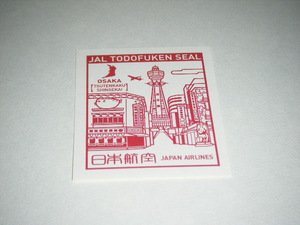 JAL TODOFUKEN SEAL
OSAKA
TSUTENKAKU
SHINSEKAI
日本航空 JAPAN AIRLINES